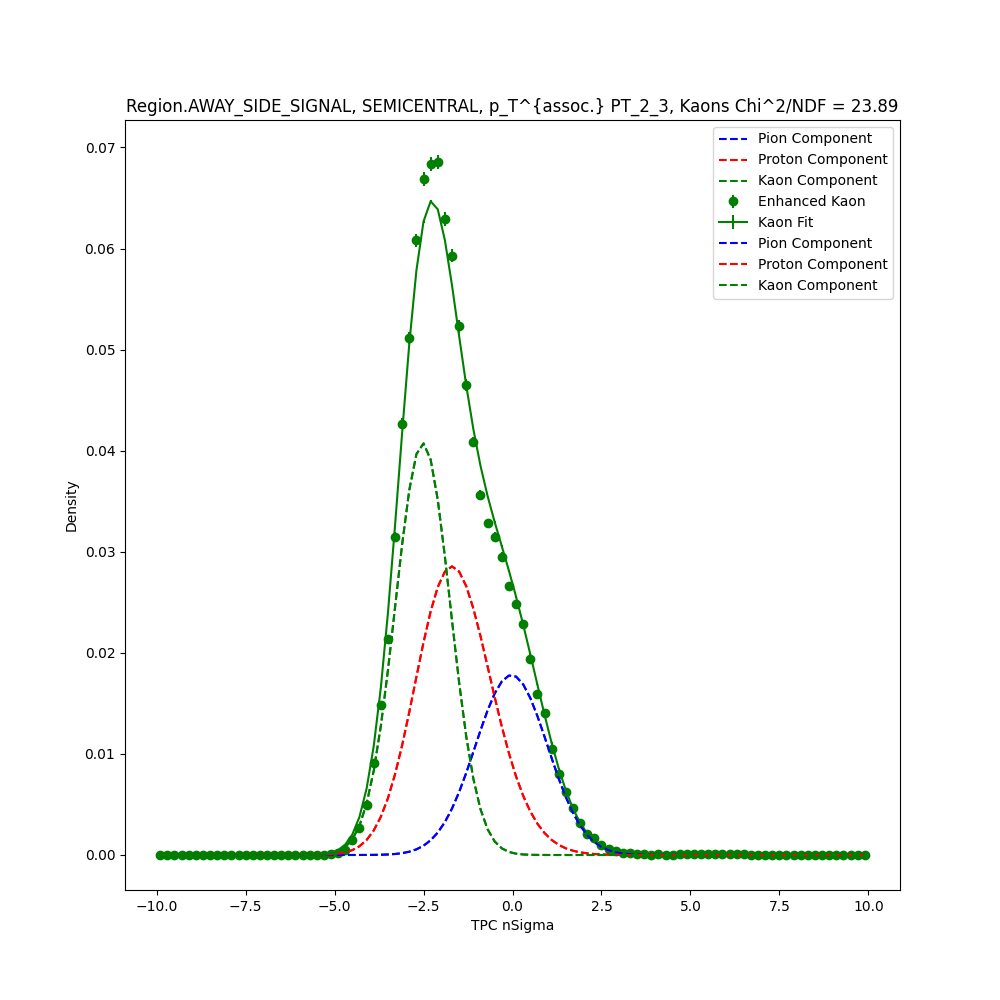 Region.AWAY_SIDE_SIGNAL, SEMICENTRAL, p_T^{assoc.} PT_2_3, Kaons Chi^2/NDF = 23.89
Pion Component
Proton Component
Kaon Component
Enhanced Kaon
Kaon Fit
Pion Component
Proton Component
Kaon Component
0.07
0.06
0.05
0.04
0.03
0.02
0.01
0.00
Density
−10.0 −7.5 −5.0 −2.5 0.0 2.5 5.0 7.5 10.0
TPC nSigma